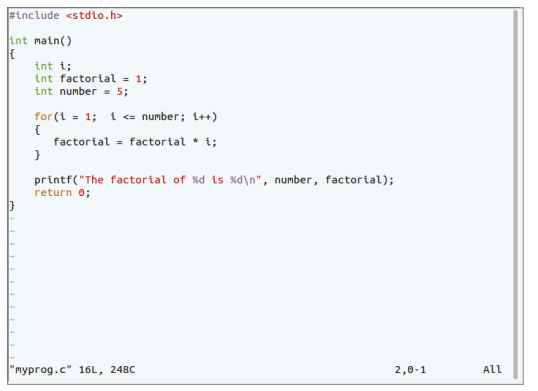 #include <stdio.h>

int main()
{
    int i;
    int factorial = 1;
    int number = 5;

    for(i = 1;  i <= number; i++)
    {
       factorial = factorial * i;
    }

    printf("The factorial of %d is %d\n", number, factorial);
    return 0;
}
~
~
~
~
~
~
~
~
~
~
~
~
"myprog.c" 16L, 248C 2,0-1 All